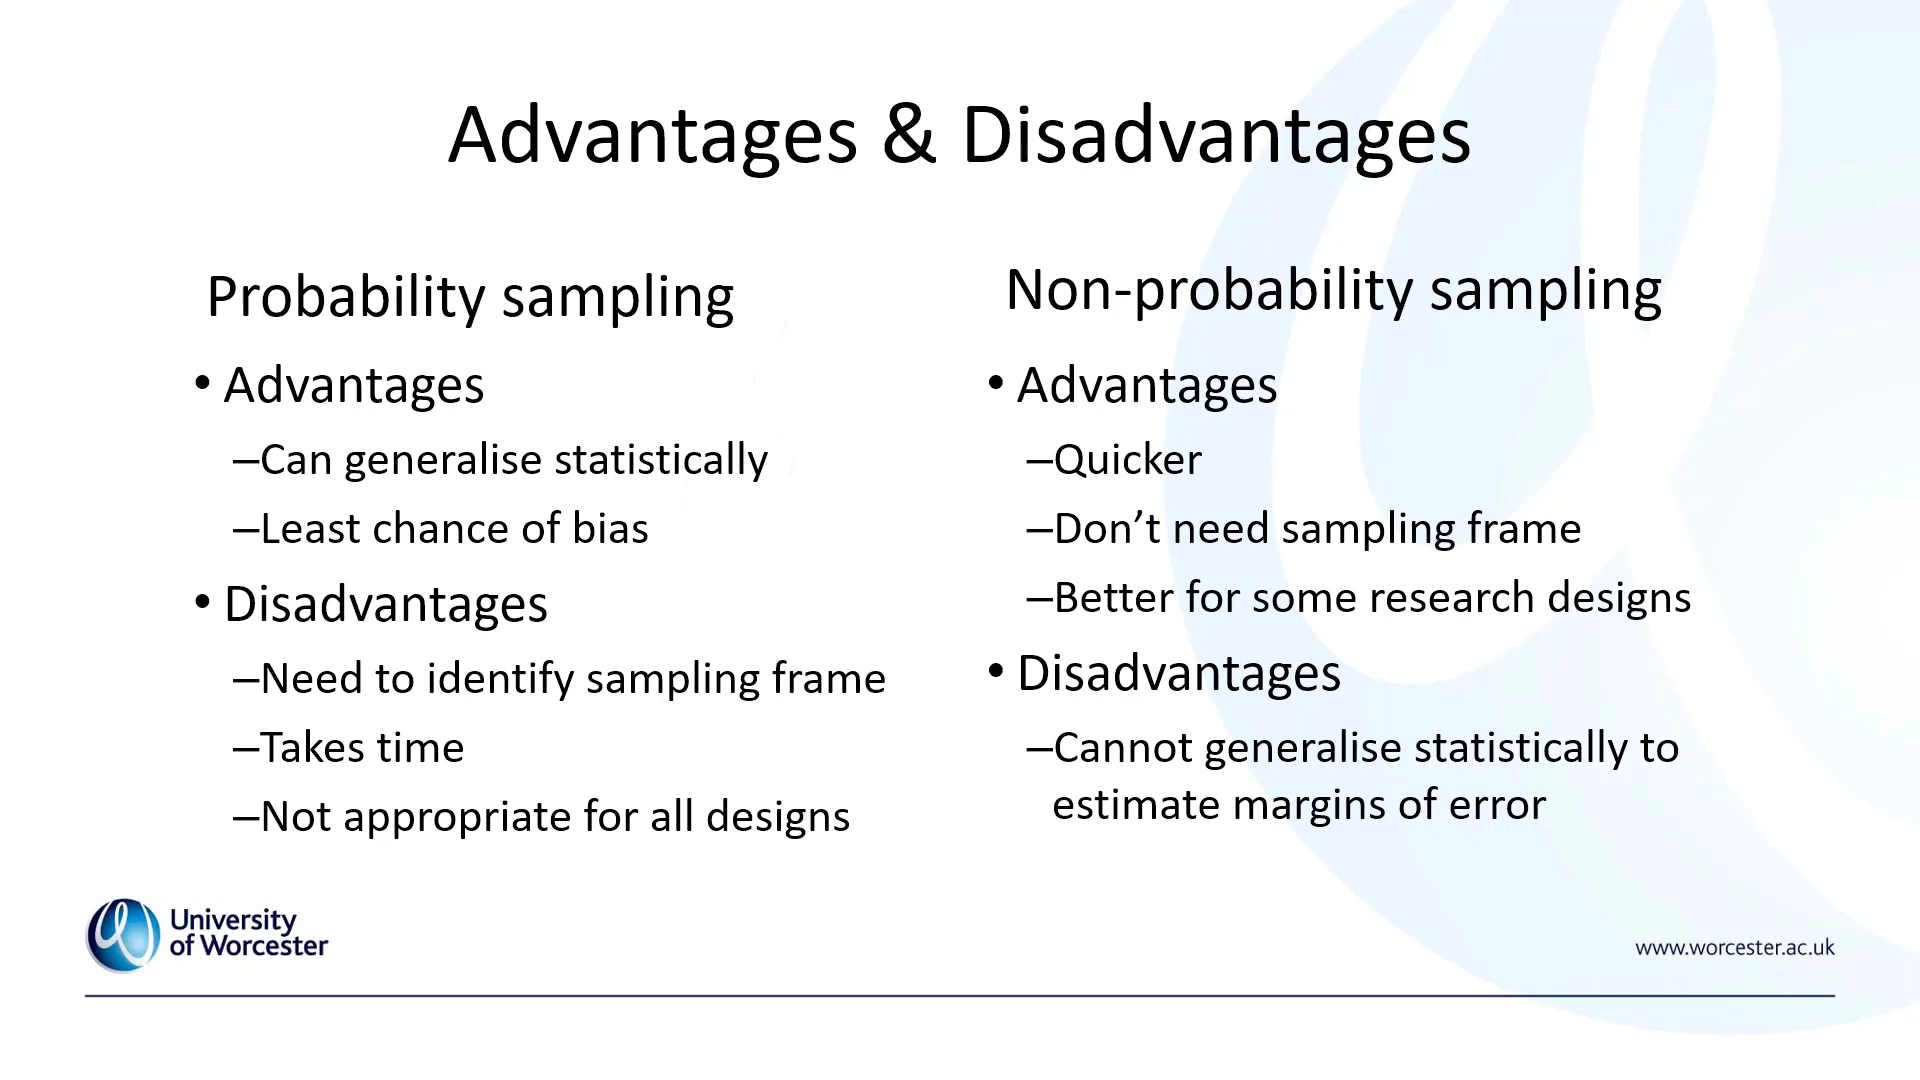 Advantages & Disadvantages
Probability sampling
• Advantages
–Can generalise statistically
–Least chance of bias
• Disadvantages
–Need to identify sampling frame
–Takes time
–Not appropriate for all designs
Non-probability sampling
• Advantages
–Quicker
–Don’t need sampling frame
–Better for some research designs
• Disadvantages
–Cannot generalise statistically to
estimate margins of error
University
of Worcester
www.worcester.ac.uk